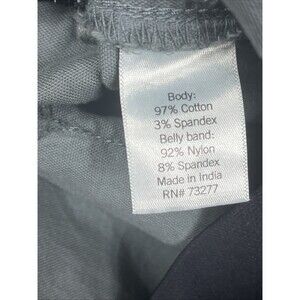 Body:
97% Cotton
3% Spandex
Belly band:
92% Nylon
8% Spandex
Made in India
RN# 73277